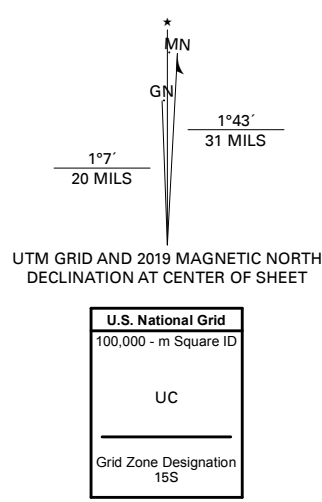 MN
GN
1°43´
31 MILS
1°7´
20 MILS
UTM GRID AND 2019 MAGNETIC NORTH
DECLINATION AT CENTER OF SHEET
U.S. National Grid
100,000 - m Square ID
UC
Grid Zone Designation
15S